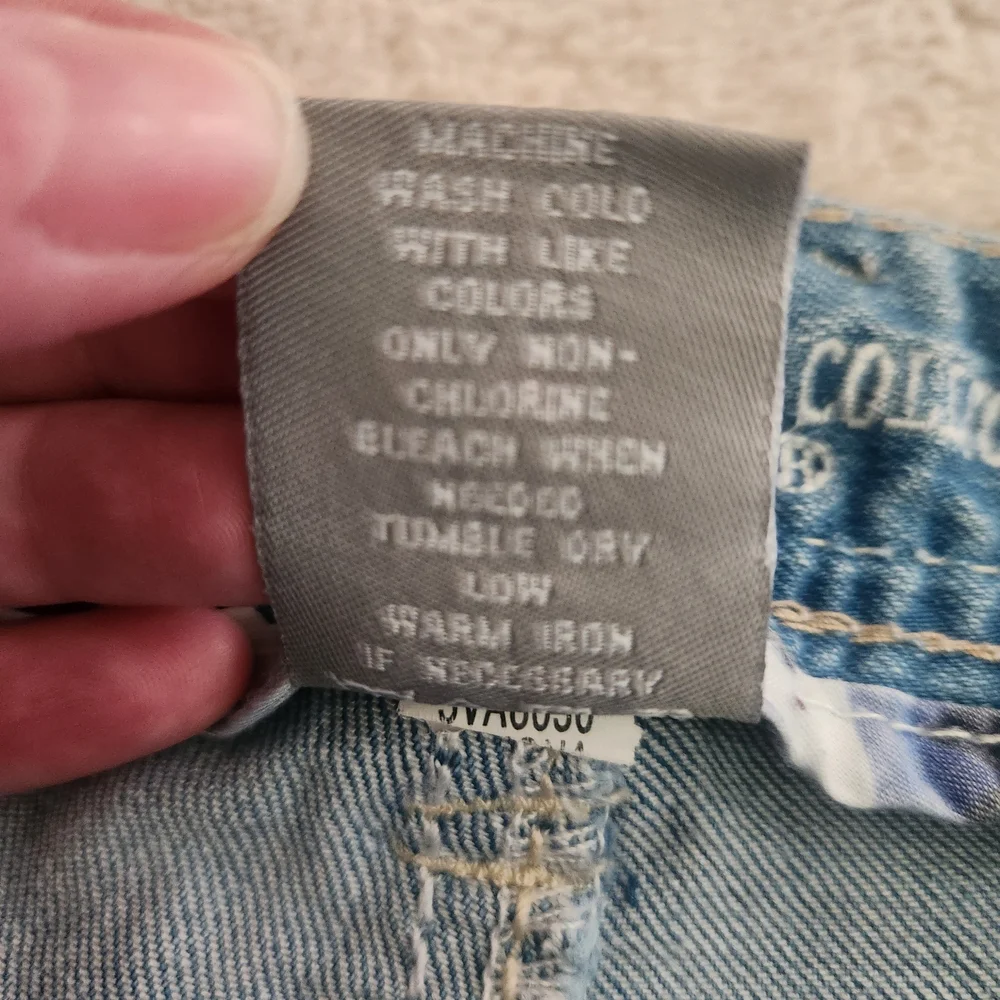 MACHINE
WASH COLD
WITH LIKE
COLORS
ONLY NON-
CHLORINE
BLEACH WHEN
NEEDED
TUMBLE DRY
LOW
WARM IRON
IF NECESSARY
COLIN
®